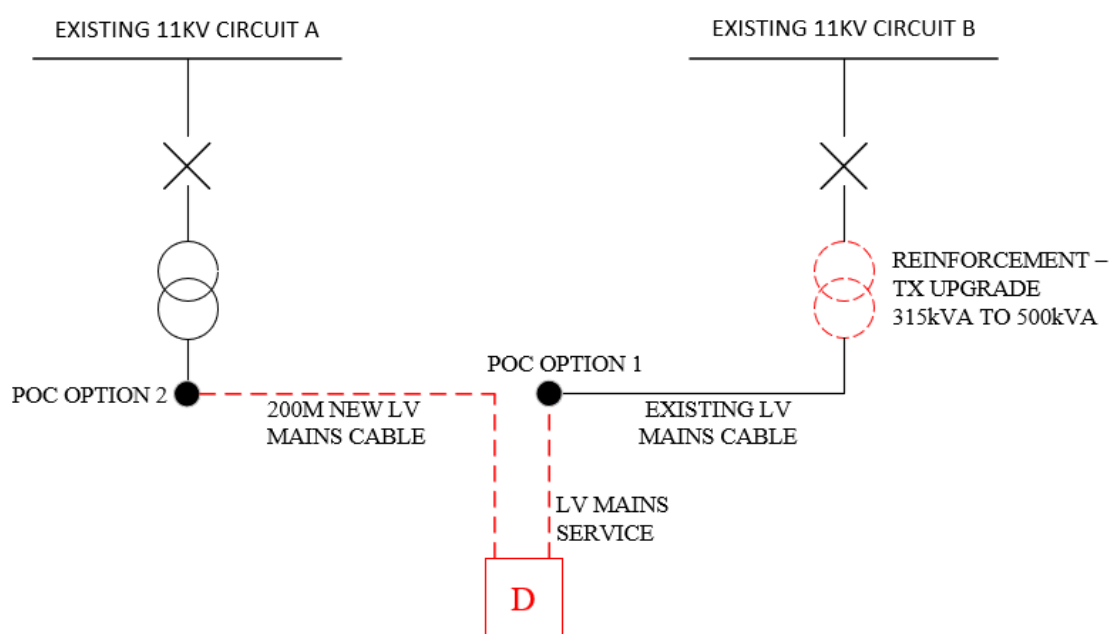 EXISTING 11KV CIRCUIT A
EXISTING 11KV CIRCUIT B
REINFORCEMENT –
TX UPGRADE
315kVA TO 500kVA
POC OPTION 1
POC OPTION 2
200M NEW LV
MAINS CABLE
EXISTING LV
MAINS CABLE
LV MAINS
SERVICE
D